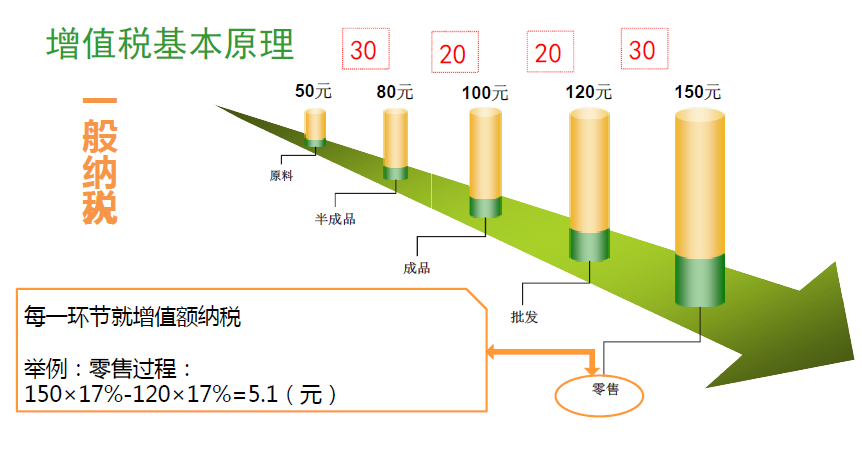 增值税基本原理
30
20
20
30
50元
80元
100元
120元
150元
一般纳税人
原料
半成品
成品
批发
零售
每一环节就增值额纳税
举例：零售过程：
150×17%-120×17%=5.1（元）